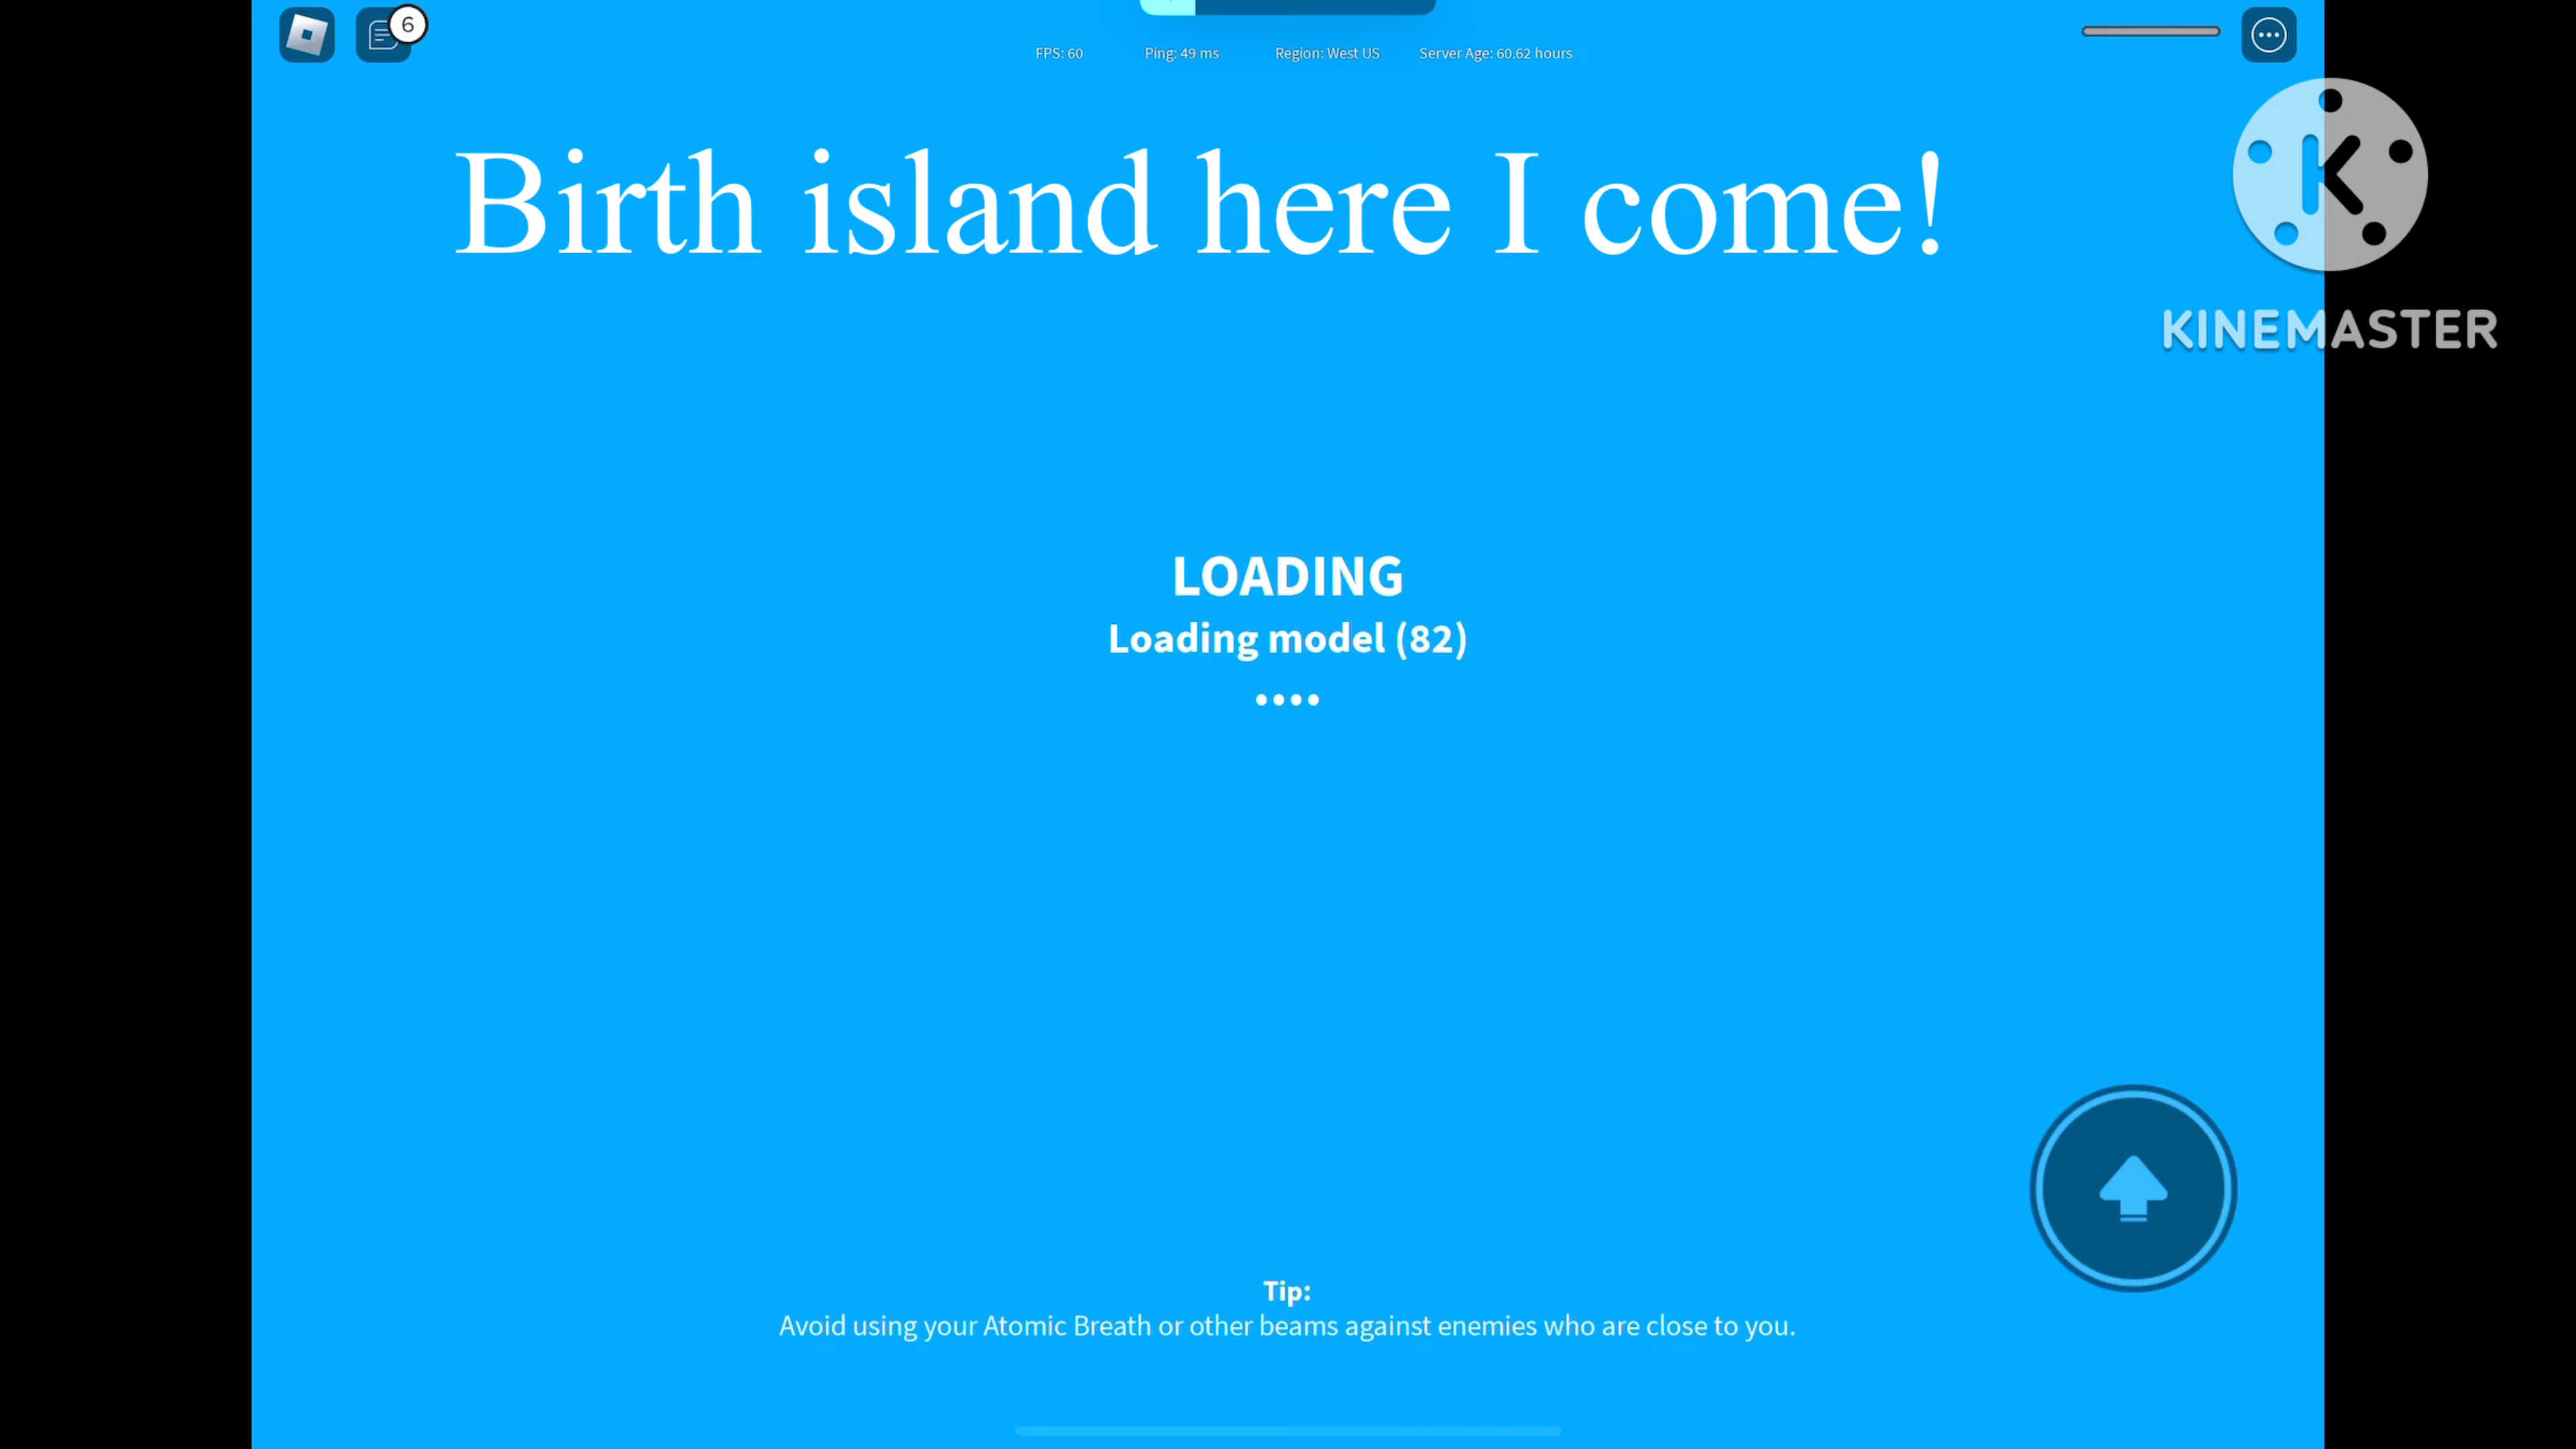 6
FPS: 60 Ping: 49 ms Region: West US Server Age: 60.62 hours
Birth island here I come!
K
KINEMASTER
LOADING
Loading model (82)
Tip:
Avoid using your Atomic Breath or other beams against enemies who are close to you.